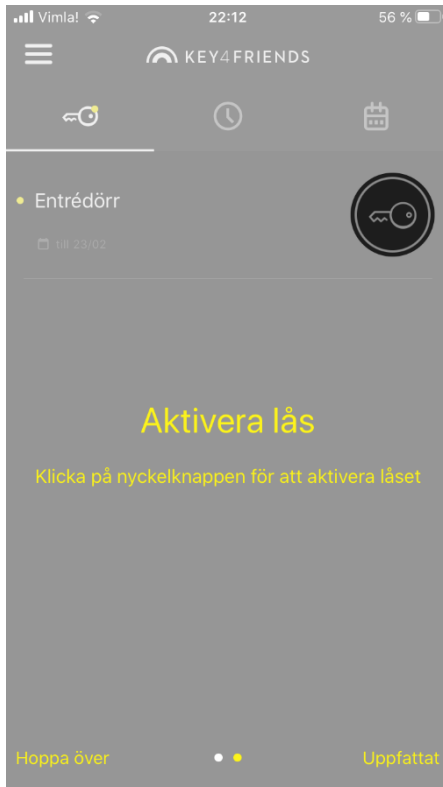 Vimla!
22:12
56 %
KEY4FRIENDS
Entrédörr
till 23/02
Aktivera lås
Klicka på nyckelknappen för att aktivera låset
Hoppa över
Uppfattat